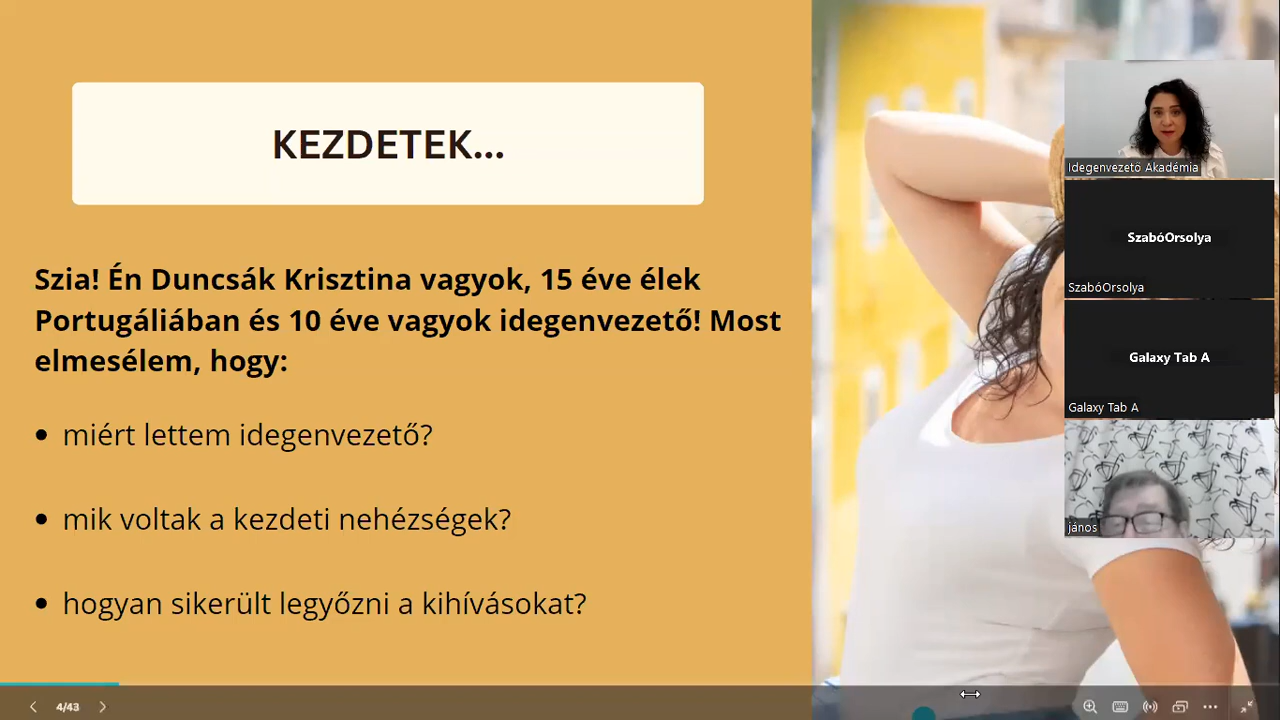 KEZDETEK...
Szia! Én Duncsák Krisztina vagyok, 15 éve élek
Portugáliában és 10 éve vagyok idegenvezető! Most
elmesélem, hogy:
• miért lettem idegenvezető?
• mik voltak a kezdeti nehézségek?
• hogyan sikerült legyőzni a kihívásokat?
Idegenvezető Akadémia
SzabóOrsolya
SzabóOrsolya
Galaxy Tab A
Galaxy Tab A
jános
4/43